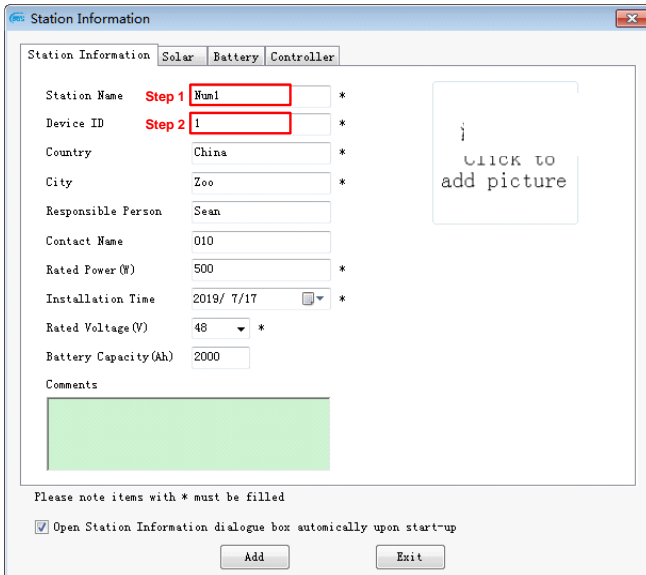 Station Information
Station Information Solar Battery Controller
Station Name Step 1 Num1 *
Device ID Step 2 1 *
Country China *
City Zoo *
Responsible Person Sean
Contact Name 010
Rated Power(W) 500 *
Installation Time 2019/ 7/17 *
Rated Voltage(V) 48 *
Battery Capacity(Ah) 2000
Comments
Click to
add picture
Please note items with * must be filled
Open Station Information dialogue box automically upon start-up
Add Exit